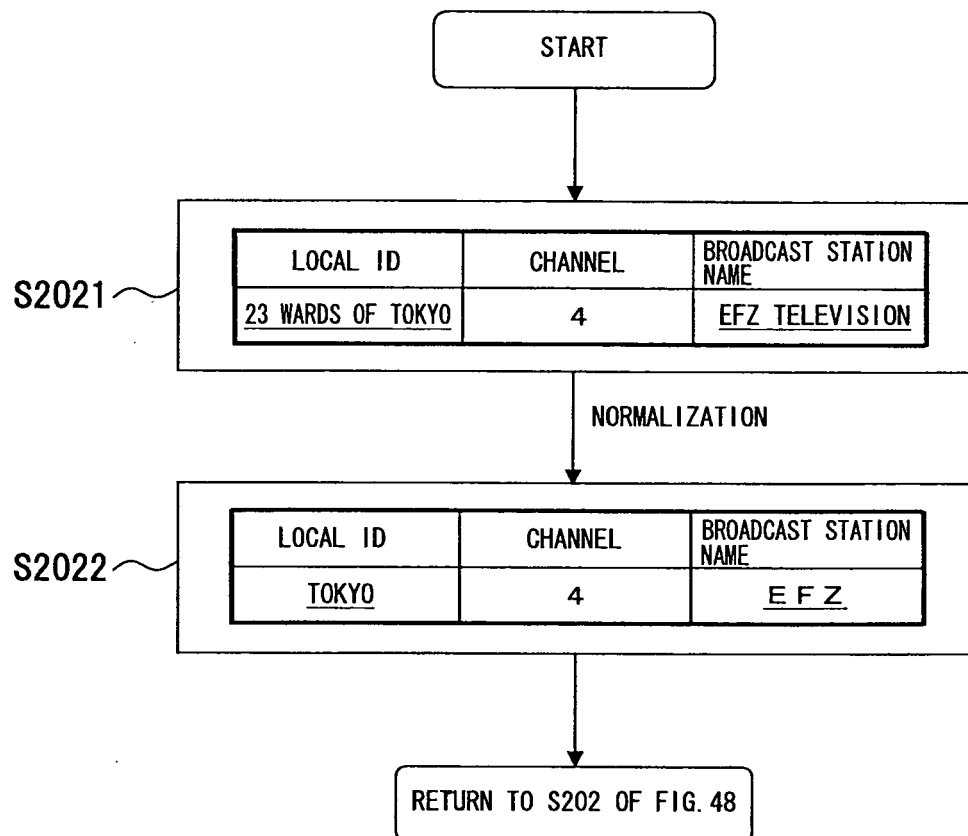 START
S2021
LOCAL ID
CHANNEL
BROADCAST STATION
NAME
23 WARDS OF TOKYO
4
EFZ TELEVISION
NORMALIZATION
S2022
LOCAL ID
CHANNEL
BROADCAST STATION
NAME
TOKYO
4
EFZ
RETURN TO S202 OF FIG. 48